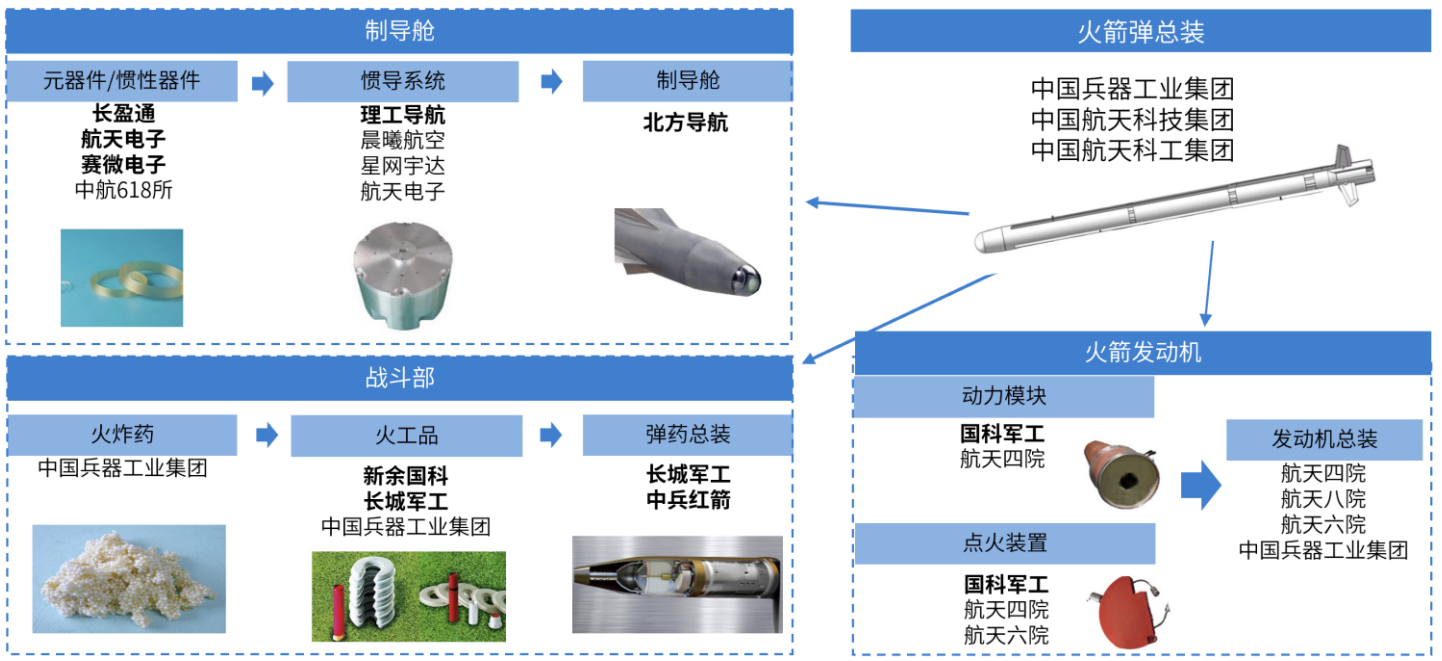 制导舱
元器件/惯性器件
长盈通
航天电子
赛微电子
中航618所
惯导系统
理工导航
晨曦航空
星网宇达
航天电子
制导舱
北方导航
火箭弹总装
中国兵器工业集团
中国航天科技集团
中国航天科工集团
战斗部
火炸药
中国兵器工业集团
火工品
新余国科
长城军工
中国兵器工业集团
弹药总装
长城军工
中兵红箭
火箭发动机
动力模块
国科军工
航天四院
点火装置
国科军工
航天四院
航天六院
发动机总装
航天四院
航天八院
航天六院
中国兵器工业集团